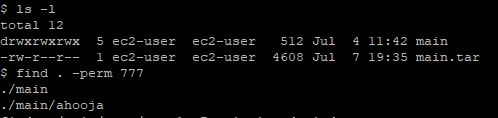 $ ls -l
total 12
drwxrwxrwx  5 ec2-user  ec2-user   512 Jul  4 11:42 main
-rw-r--r--  1 ec2-user  ec2-user  4608 Jul  7 19:35 main.tar
$ find . -perm 777
./main
./main/ahooja